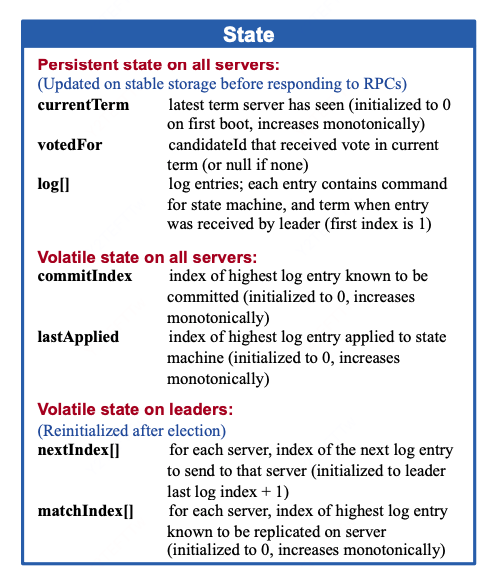 State
Persistent state on all servers:
(Updated on stable storage before responding to RPCs)
currentTerm latest term server has seen (initialized to 0
on first boot, increases monotonically)
votedFor candidateId that received vote in current
term (or null if none)
log[] log entries; each entry contains command
for state machine, and term when entry
was received by leader (first index is 1)
Volatile state on all servers:
commitIndex index of highest log entry known to be
committed (initialized to 0, increases
monotonically)
lastApplied index of highest log entry applied to state
machine (initialized to 0, increases
monotonically)
Volatile state on leaders:
(Reinitialized after election)
nextIndex[] for each server, index of the next log entry
to send to that server (initialized to leader
last log index + 1)
matchIndex[] for each server, index of highest log entry
known to be replicated on server
(initialized to 0, increases monotonically)